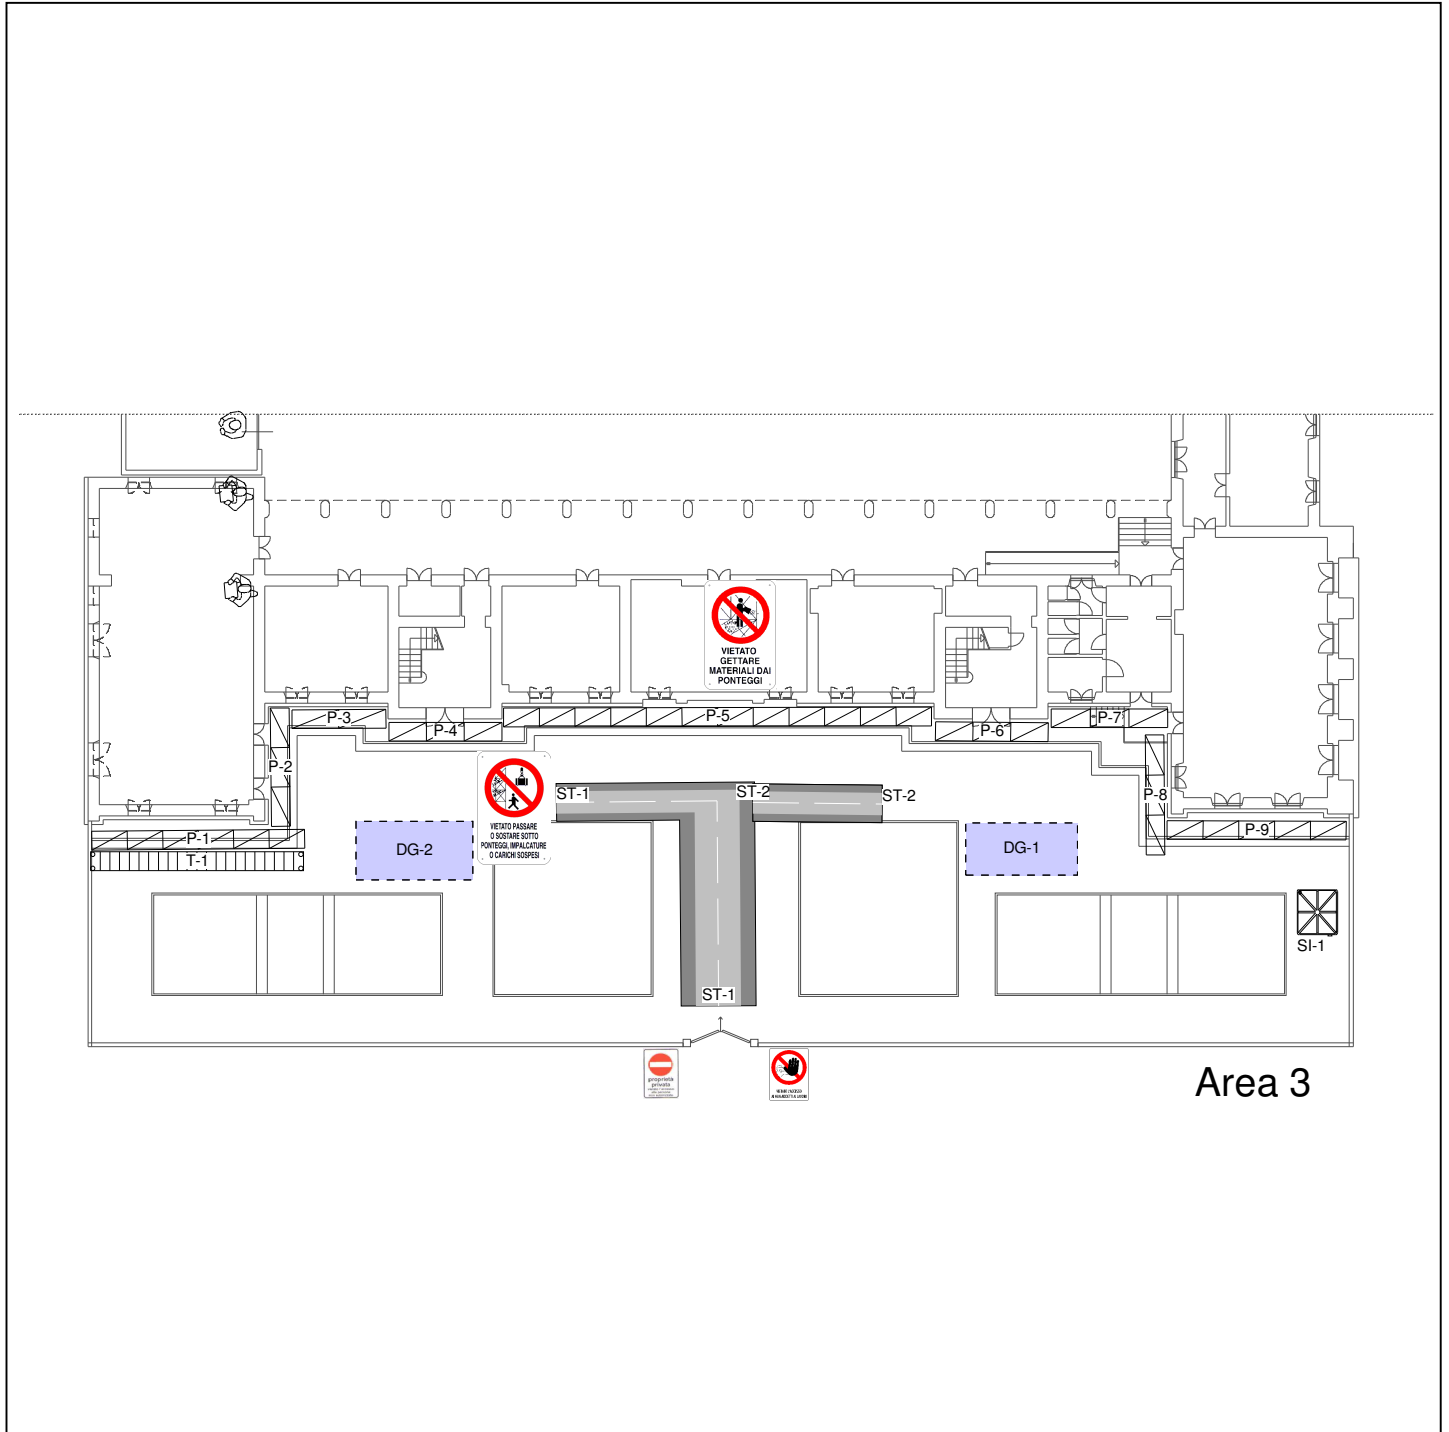 VIETATO
GETTARE
MATERIALI DAI
PONTEGGI
P-3
P-5
P-7
P-4
P-6
P-2
ST-1
ST-2
ST-2
P-8
VIETATO PASSARE
O SOSTARE SOTTO
PONTEGGI, IMPALCATURE
O CARICHI SOSPESI
P-1
P-9
T-1
DG-2
DG-1
SI-1
ST-1
proprietà
privata
Area 3